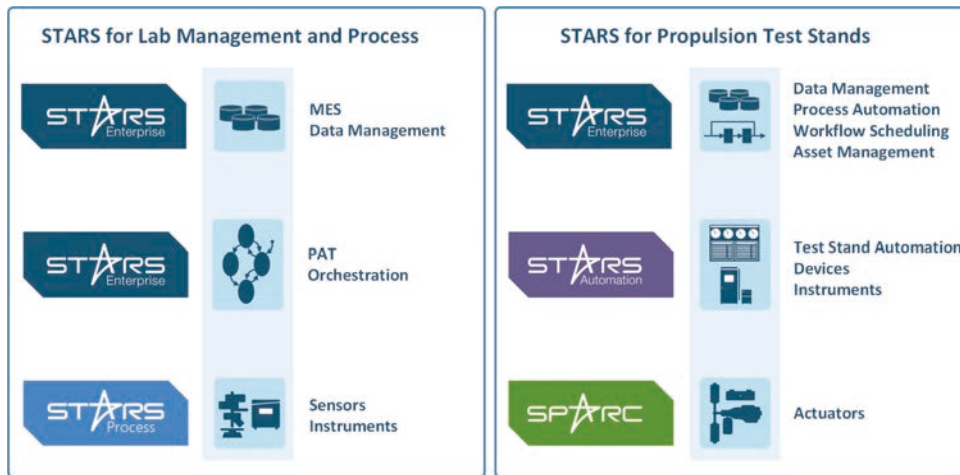 STARS for Lab Management and Process
STARS
Enterprise
MES
Data Management
STARS
Enterprise
PAT
Orchestration
STARS
Process
Sensors
Instruments
STARS for Propulsion Test Stands
STARS
Enterprise
Data Management
Process Automation
Workflow Scheduling
Asset Management
STARS
Automation
Test Stand Automation
Devices
Instruments
SPARC
Actuators